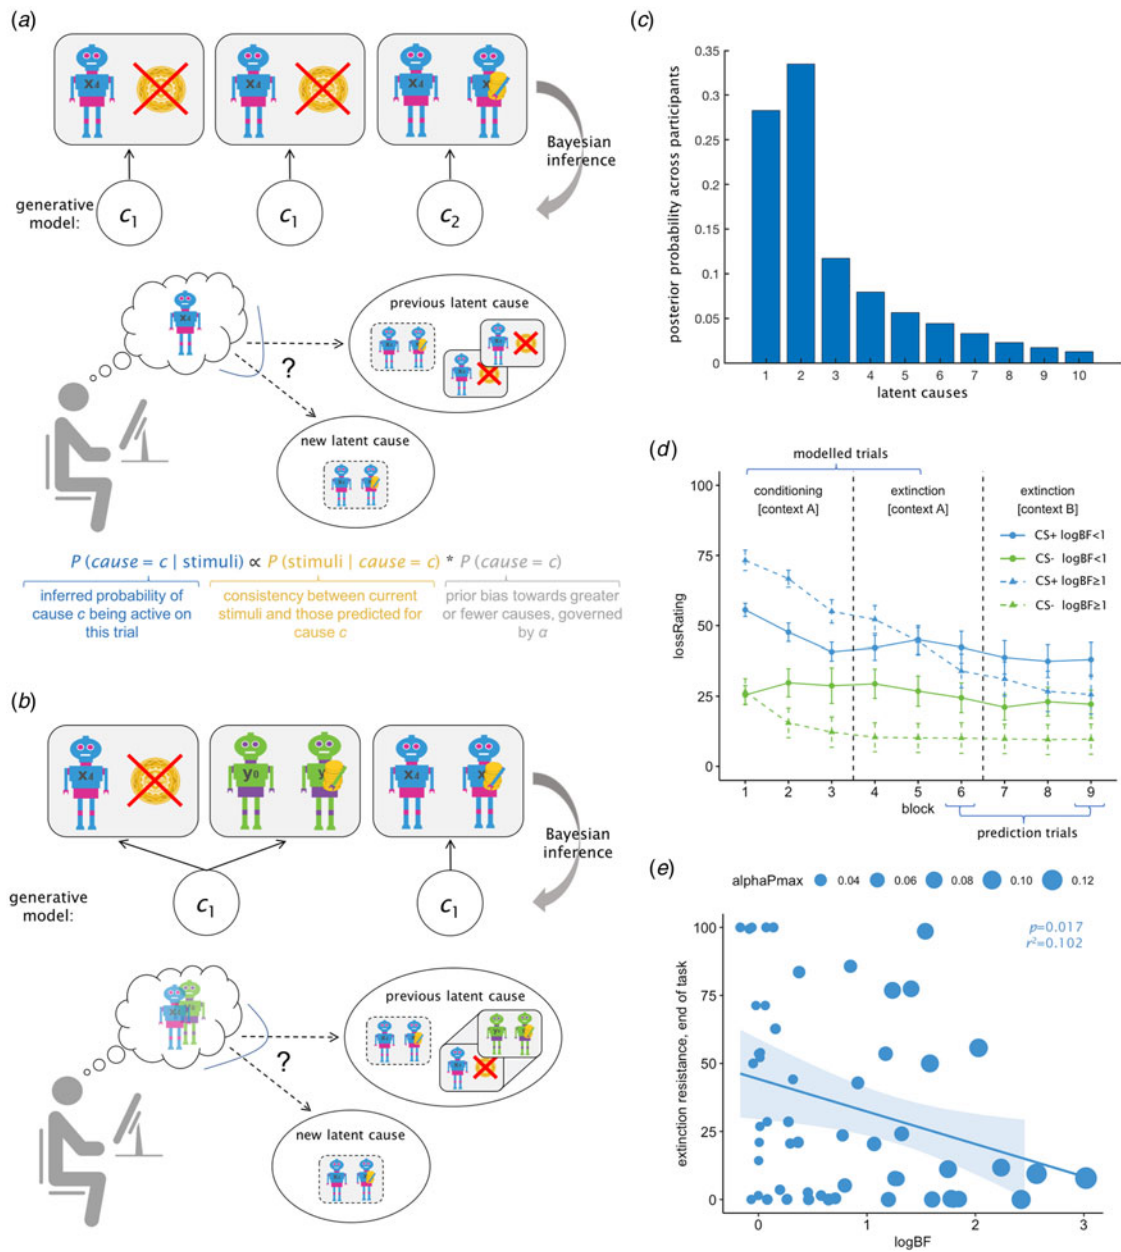 (a)
X4
X4
X4
Bayesian
inference
generative
model:
c1
c1
c2
X4
?
previous latent cause
new latent cause
P (cause = c | stimuli) ∝ P (stimuli | cause = c) * P (cause = c)
inferred probability of
cause c being active on
this trial
consistency between current
stimuli and those predicted for
cause c
prior bias towards greater
or fewer causes, governed
by α
(b)
X4
y0
X4
Bayesian
inference
generative
model:
c1
c1
?
previous latent cause
new latent cause
(c)
posterior probability across participants
0.35
0.3
0.25
0.2
0.15
0.1
0.05
0
1 2 3 4 5 6 7 8 9 10
latent causes
(d)
modelled trials
conditioning
[context A]
extinction
[context A]
extinction
[context B]
CS+ logBF<1
CS- logBF<1
CS+ logBF≥1
CS- logBF≥1
lossRating
100
75
50
25
0
1 2 3 4 5 6 7 8 9
block
prediction trials
(e)
alphaPmax 0.04 0.06 0.08 0.10 0.12
p=0.017
r²=0.102
extinction resistance, end of task
100
75
50
25
0
0 1 2 3
logBF